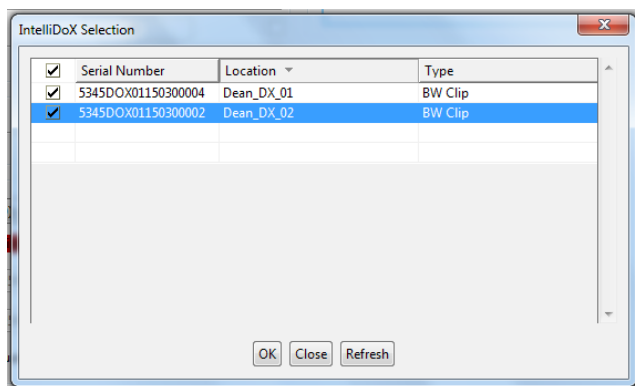 IntelliDoX Selection
Serial Number Location Type
5345DOX01150300004 Dean_DX_01 BW Clip
5345DOX01150300002 Dean_DX_02 BW Clip
OK Close Refresh